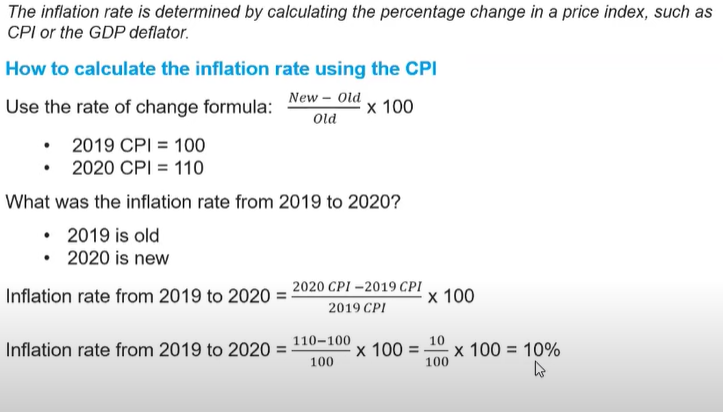 The inflation rate is determined by calculating the percentage change in a price index, such as
CPI or the GDP deflator.
How to calculate the inflation rate using the CPI
Use the rate of change formula: (New − Old)/Old x 100
• 2019 CPI = 100
• 2020 CPI = 110
What was the inflation rate from 2019 to 2020?
• 2019 is old
• 2020 is new
Inflation rate from 2019 to 2020 = (2020 CPI −2019 CPI)/2019 CPI x 100
Inflation rate from 2019 to 2020 = (110−100)/100 x 100 = 10/100 x 100 = 10%